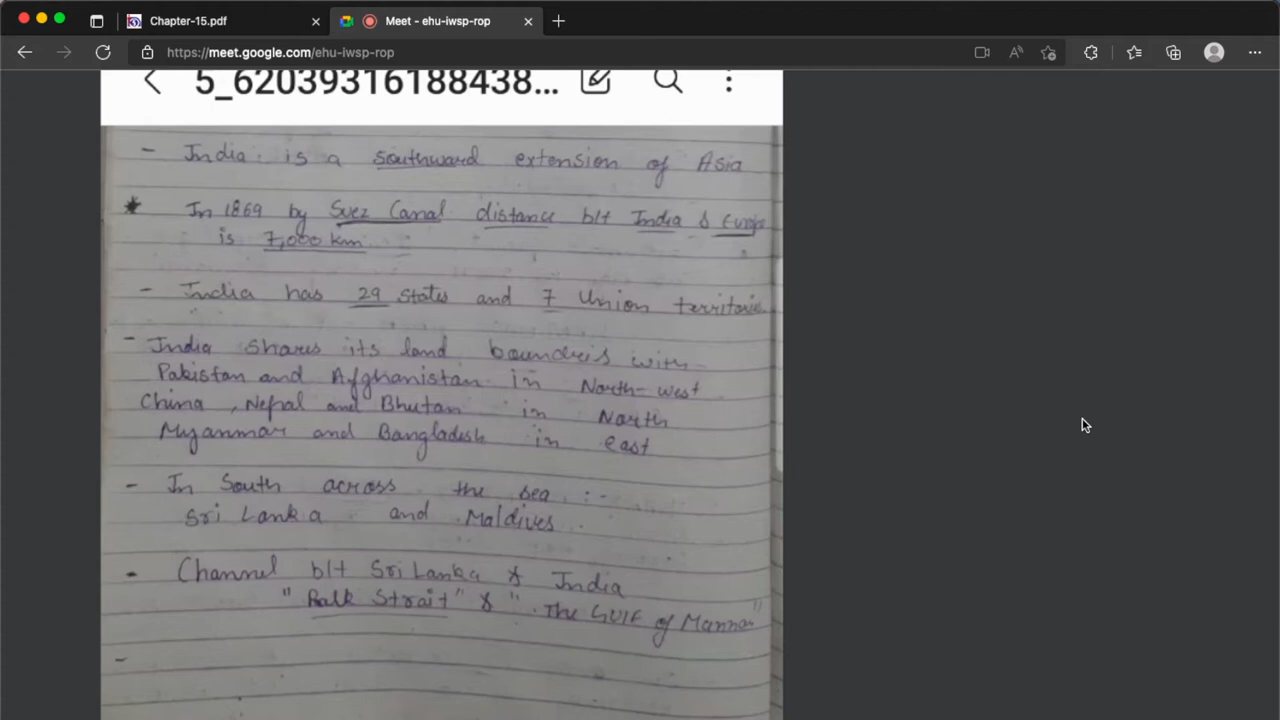 Chapter-15.pdf
Meet - ehu-iwsp-rop
https://meet.google.com/ehu-iwsp-rop
5_62039316188438...
- India is a southward extension of Asia
* In 1869 by Suez Canal distance b/t India & Europ
is 7,000 km
- India has 29 states and 7 Union territories
- India shares its land boundries with -
Pakistan and Afghanistan in North-west
China, Nepal and Bhutan in North
Myanmar and Bangladesh in east
- In South across the sea :-
Sri Lanka and Maldives
- Channel b/t Sri Lanka & India
"Palk Strait" & "The Gulf of Mannar"
-